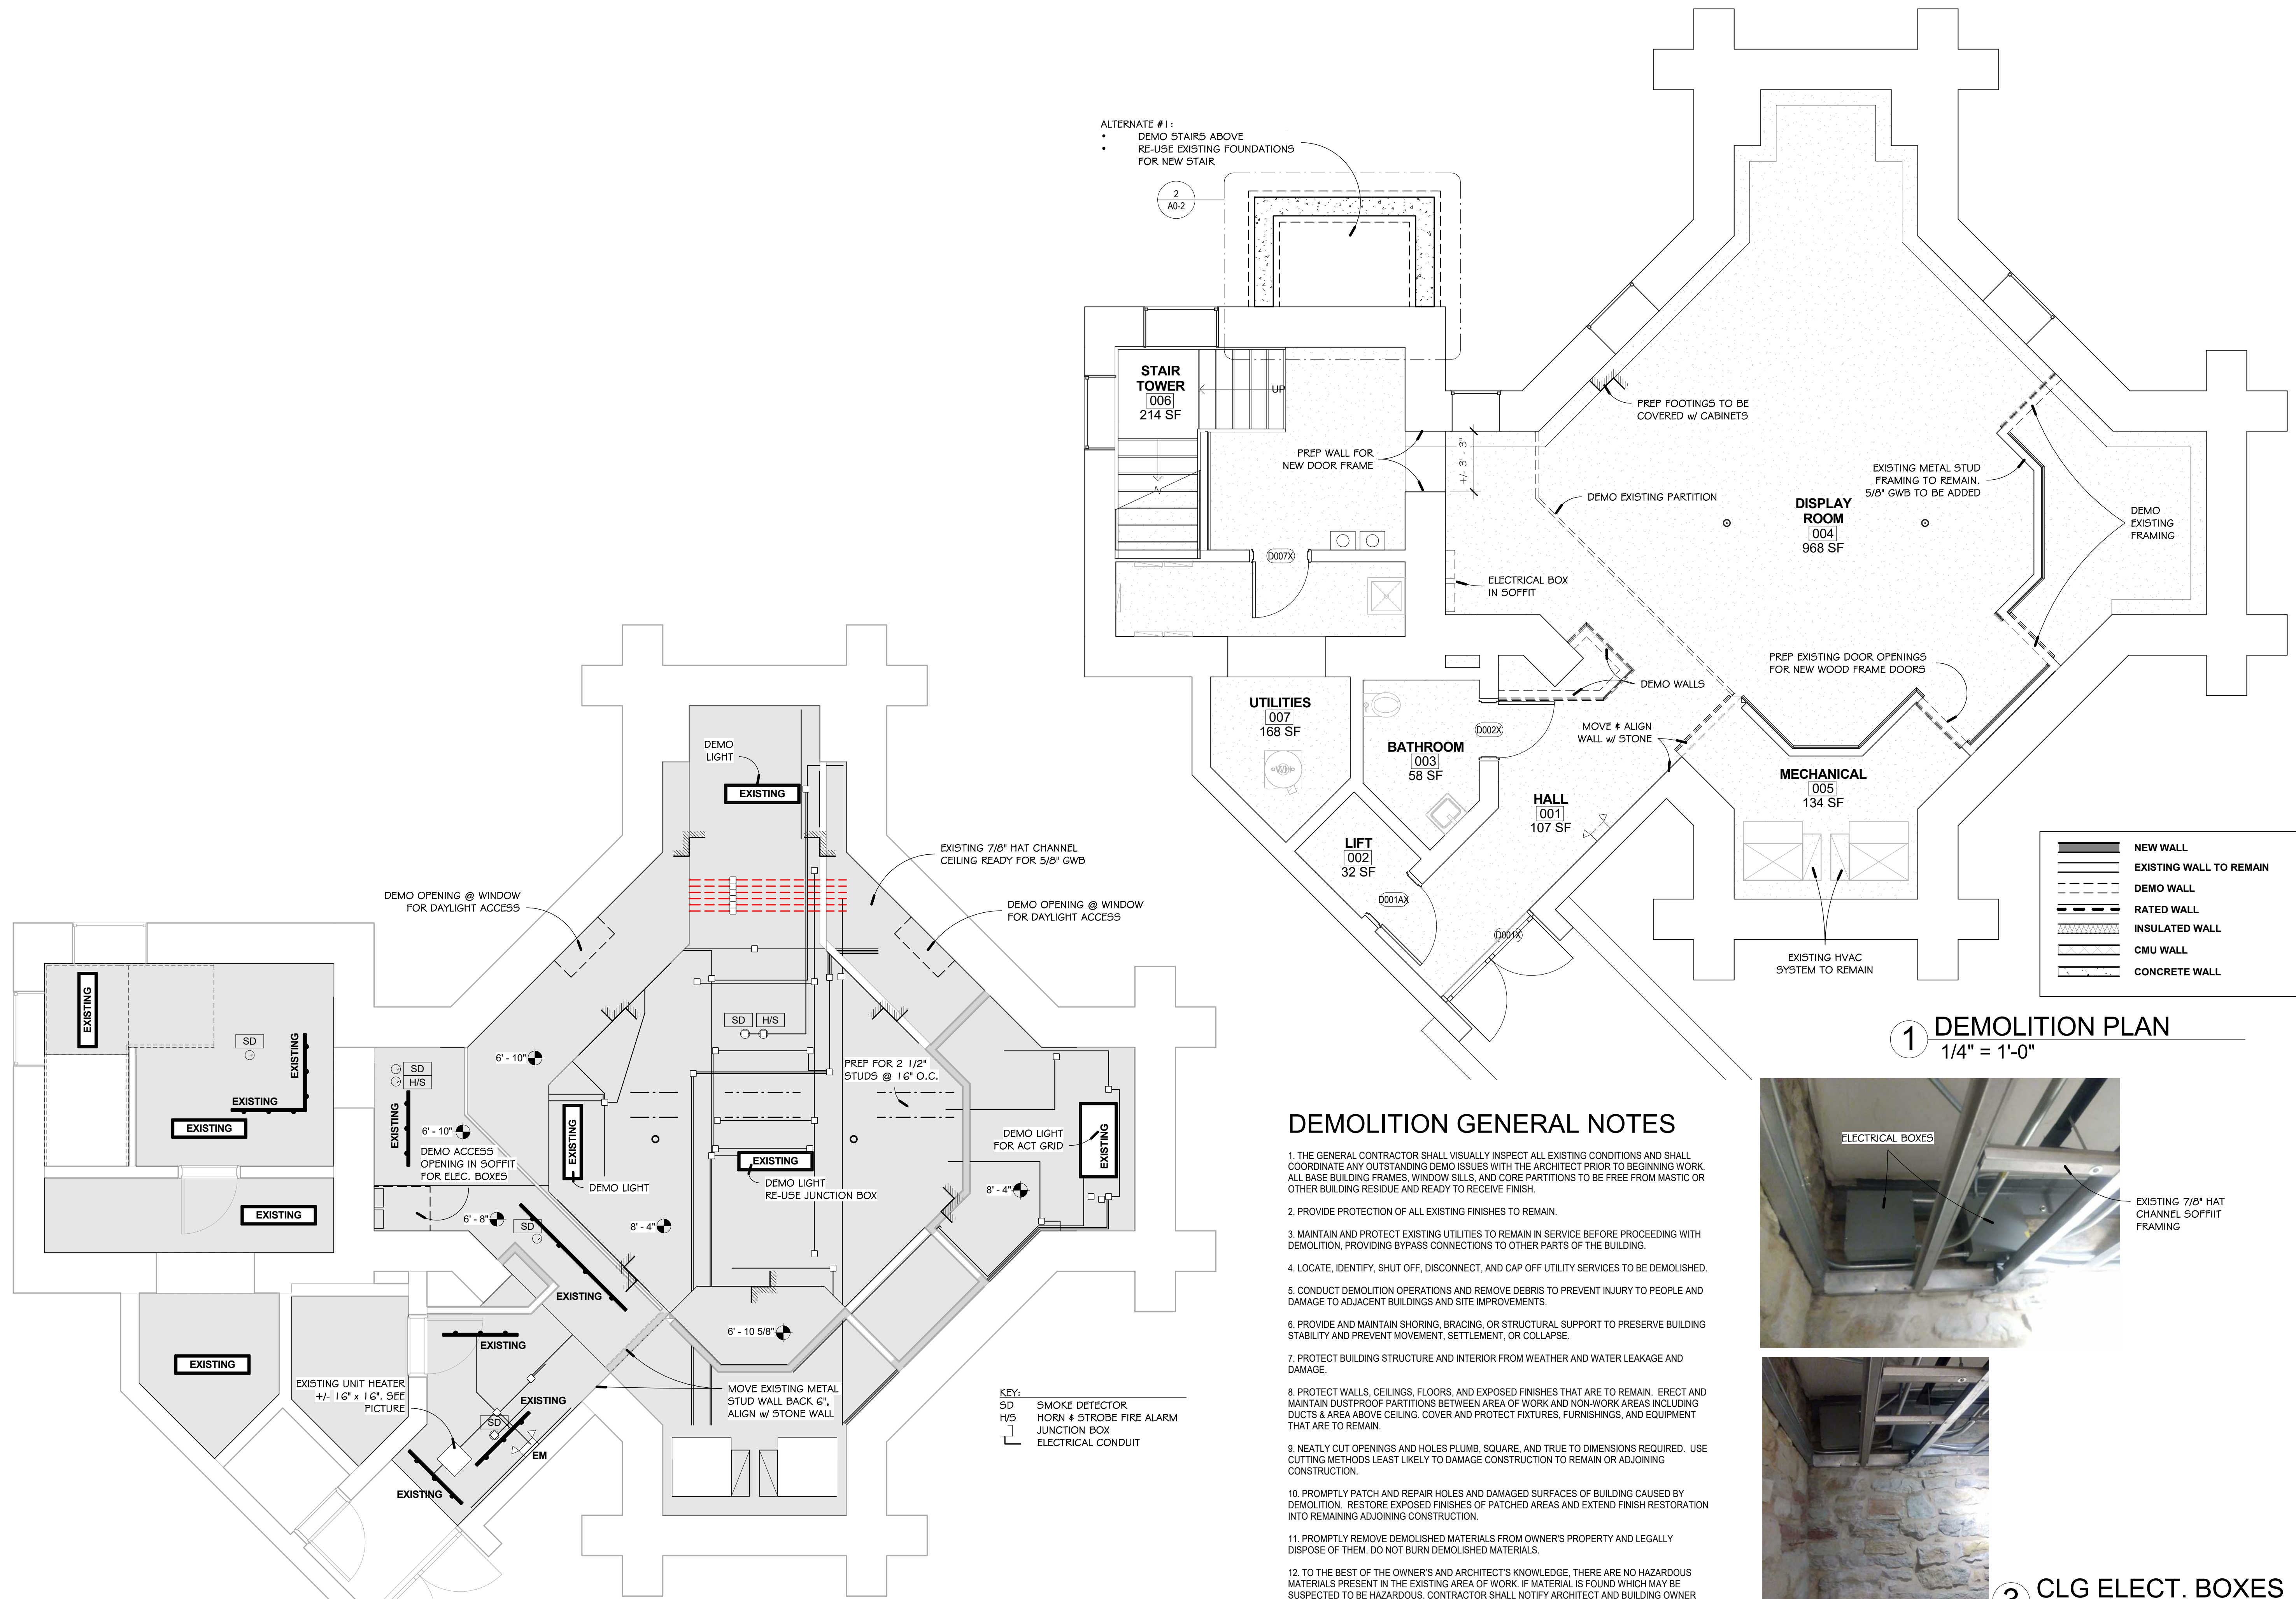 ALTERNATE #1:
• DEMO STAIRS ABOVE
• RE-USE EXISTING FOUNDATIONS
FOR NEW STAIR
2
A0-2
STAIR
TOWER
006
214 SF
UP
PREP FOOTINGS TO BE
COVERED w/ CABINETS
PREP WALL FOR
NEW DOOR FRAME
+/- 3' - 3"
EXISTING METAL STUD
FRAMING TO REMAIN.
5/8" GWB TO BE ADDED
DEMO EXISTING PARTITION
DISPLAY
ROOM
004
968 SF
DEMO
EXISTING
FRAMING
D007X
ELECTRICAL BOX
IN SOFFIT
PREP EXISTING DOOR OPENINGS
FOR NEW WOOD FRAME DOORS
DEMO WALLS
UTILITIES
007
168 SF
WH
D002X
MOVE & ALIGN
WALL w/ STONE
BATHROOM
003
58 SF
MECHANICAL
005
134 SF
HALL
001
107 SF
LIFT
002
32 SF
D001AX
D001X
EXISTING HVAC
SYSTEM TO REMAIN
NEW WALL
EXISTING WALL TO REMAIN
DEMO WALL
RATED WALL
INSULATED WALL
CMU WALL
CONCRETE WALL
1 DEMOLITION PLAN
1/4" = 1'-0"
DEMO
LIGHT
EXISTING
EXISTING 7/8" HAT CHANNEL
CEILING READY FOR 5/8" GWB
DEMO OPENING @ WINDOW
FOR DAYLIGHT ACCESS
DEMO OPENING @ WINDOW
FOR DAYLIGHT ACCESS
EXISTING
SD
EXISTING
EXISTING
EXISTING
SD
H/S
EXISTING
6' - 10"
SD H/S
PREP FOR 2 1/2"
STUDS @ 16" O.C.
6' - 10"
DEMO ACCESS
OPENING IN SOFFIT
FOR ELEC. BOXES
EXISTING
DEMO LIGHT
EXISTING
DEMO LIGHT
RE-USE JUNCTION BOX
DEMO LIGHT
FOR ACT GRID
EXISTING
8' - 4"
EXISTING
6' - 8"
SD
8' - 4"
EXISTING
6' - 10 5/8"
EXISTING
EXISTING
EXISTING UNIT HEATER
+/- 16" x 16". SEE
PICTURE
EXISTING
SD
EM
EXISTING
MOVE EXISTING METAL
STUD WALL BACK 6",
ALIGN w/ STONE WALL
KEY:
SD SMOKE DETECTOR
H/S HORN & STROBE FIRE ALARM
JUNCTION BOX
ELECTRICAL CONDUIT
DEMOLITION GENERAL NOTES
1. THE GENERAL CONTRACTOR SHALL VISUALLY INSPECT ALL EXISTING CONDITIONS AND SHALL
COORDINATE ANY OUTSTANDING DEMO ISSUES WITH THE ARCHITECT PRIOR TO BEGINNING WORK.
ALL BASE BUILDING FRAMES, WINDOW SILLS, AND CORE PARTITIONS TO BE FREE FROM MASTIC OR
OTHER BUILDING RESIDUE AND READY TO RECEIVE FINISH.
2. PROVIDE PROTECTION OF ALL EXISTING FINISHES TO REMAIN.
3. MAINTAIN AND PROTECT EXISTING UTILITIES TO REMAIN IN SERVICE BEFORE PROCEEDING WITH
DEMOLITION, PROVIDING BYPASS CONNECTIONS TO OTHER PARTS OF THE BUILDING.
4. LOCATE, IDENTIFY, SHUT OFF, DISCONNECT, AND CAP OFF UTILITY SERVICES TO BE DEMOLISHED.
5. CONDUCT DEMOLITION OPERATIONS AND REMOVE DEBRIS TO PREVENT INJURY TO PEOPLE AND
DAMAGE TO ADJACENT BUILDINGS AND SITE IMPROVEMENTS.
6. PROVIDE AND MAINTAIN SHORING, BRACING, OR STRUCTURAL SUPPORT TO PRESERVE BUILDING
STABILITY AND PREVENT MOVEMENT, SETTLEMENT, OR COLLAPSE.
7. PROTECT BUILDING STRUCTURE AND INTERIOR FROM WEATHER AND WATER LEAKAGE AND
DAMAGE.
8. PROTECT WALLS, CEILINGS, FLOORS, AND EXPOSED FINISHES THAT ARE TO REMAIN. ERECT AND
MAINTAIN DUSTPROOF PARTITIONS BETWEEN AREA OF WORK AND NON-WORK AREAS INCLUDING
DUCTS & AREA ABOVE CEILING. COVER AND PROTECT FIXTURES, FURNISHINGS, AND EQUIPMENT
THAT ARE TO REMAIN.
9. NEATLY CUT OPENINGS AND HOLES PLUMB, SQUARE, AND TRUE TO DIMENSIONS REQUIRED. USE
CUTTING METHODS LEAST LIKELY TO DAMAGE CONSTRUCTION TO REMAIN OR ADJOINING
CONSTRUCTION.
10. PROMPTLY PATCH AND REPAIR HOLES AND DAMAGED SURFACES OF BUILDING CAUSED BY
DEMOLITION. RESTORE EXPOSED FINISHES OF PATCHED AREAS AND EXTEND FINISH RESTORATION
INTO REMAINING ADJOINING CONSTRUCTION.
11. PROMPTLY REMOVE DEMOLISHED MATERIALS FROM OWNER'S PROPERTY AND LEGALLY
DISPOSE OF THEM. DO NOT BURN DEMOLISHED MATERIALS.
12. TO THE BEST OF THE OWNER'S AND ARCHITECT'S KNOWLEDGE, THERE ARE NO HAZARDOUS
MATERIALS PRESENT IN THE EXISTING AREA OF WORK. IF MATERIAL IS FOUND WHICH MAY BE
SUSPECTED TO BE HAZARDOUS, CONTRACTOR SHALL NOTIFY ARCHITECT AND BUILDING OWNER
ELECTRICAL BOXES
EXISTING 7/8" HAT
CHANNEL SOFFIIT
FRAMING
3 CLG ELECT. BOXES